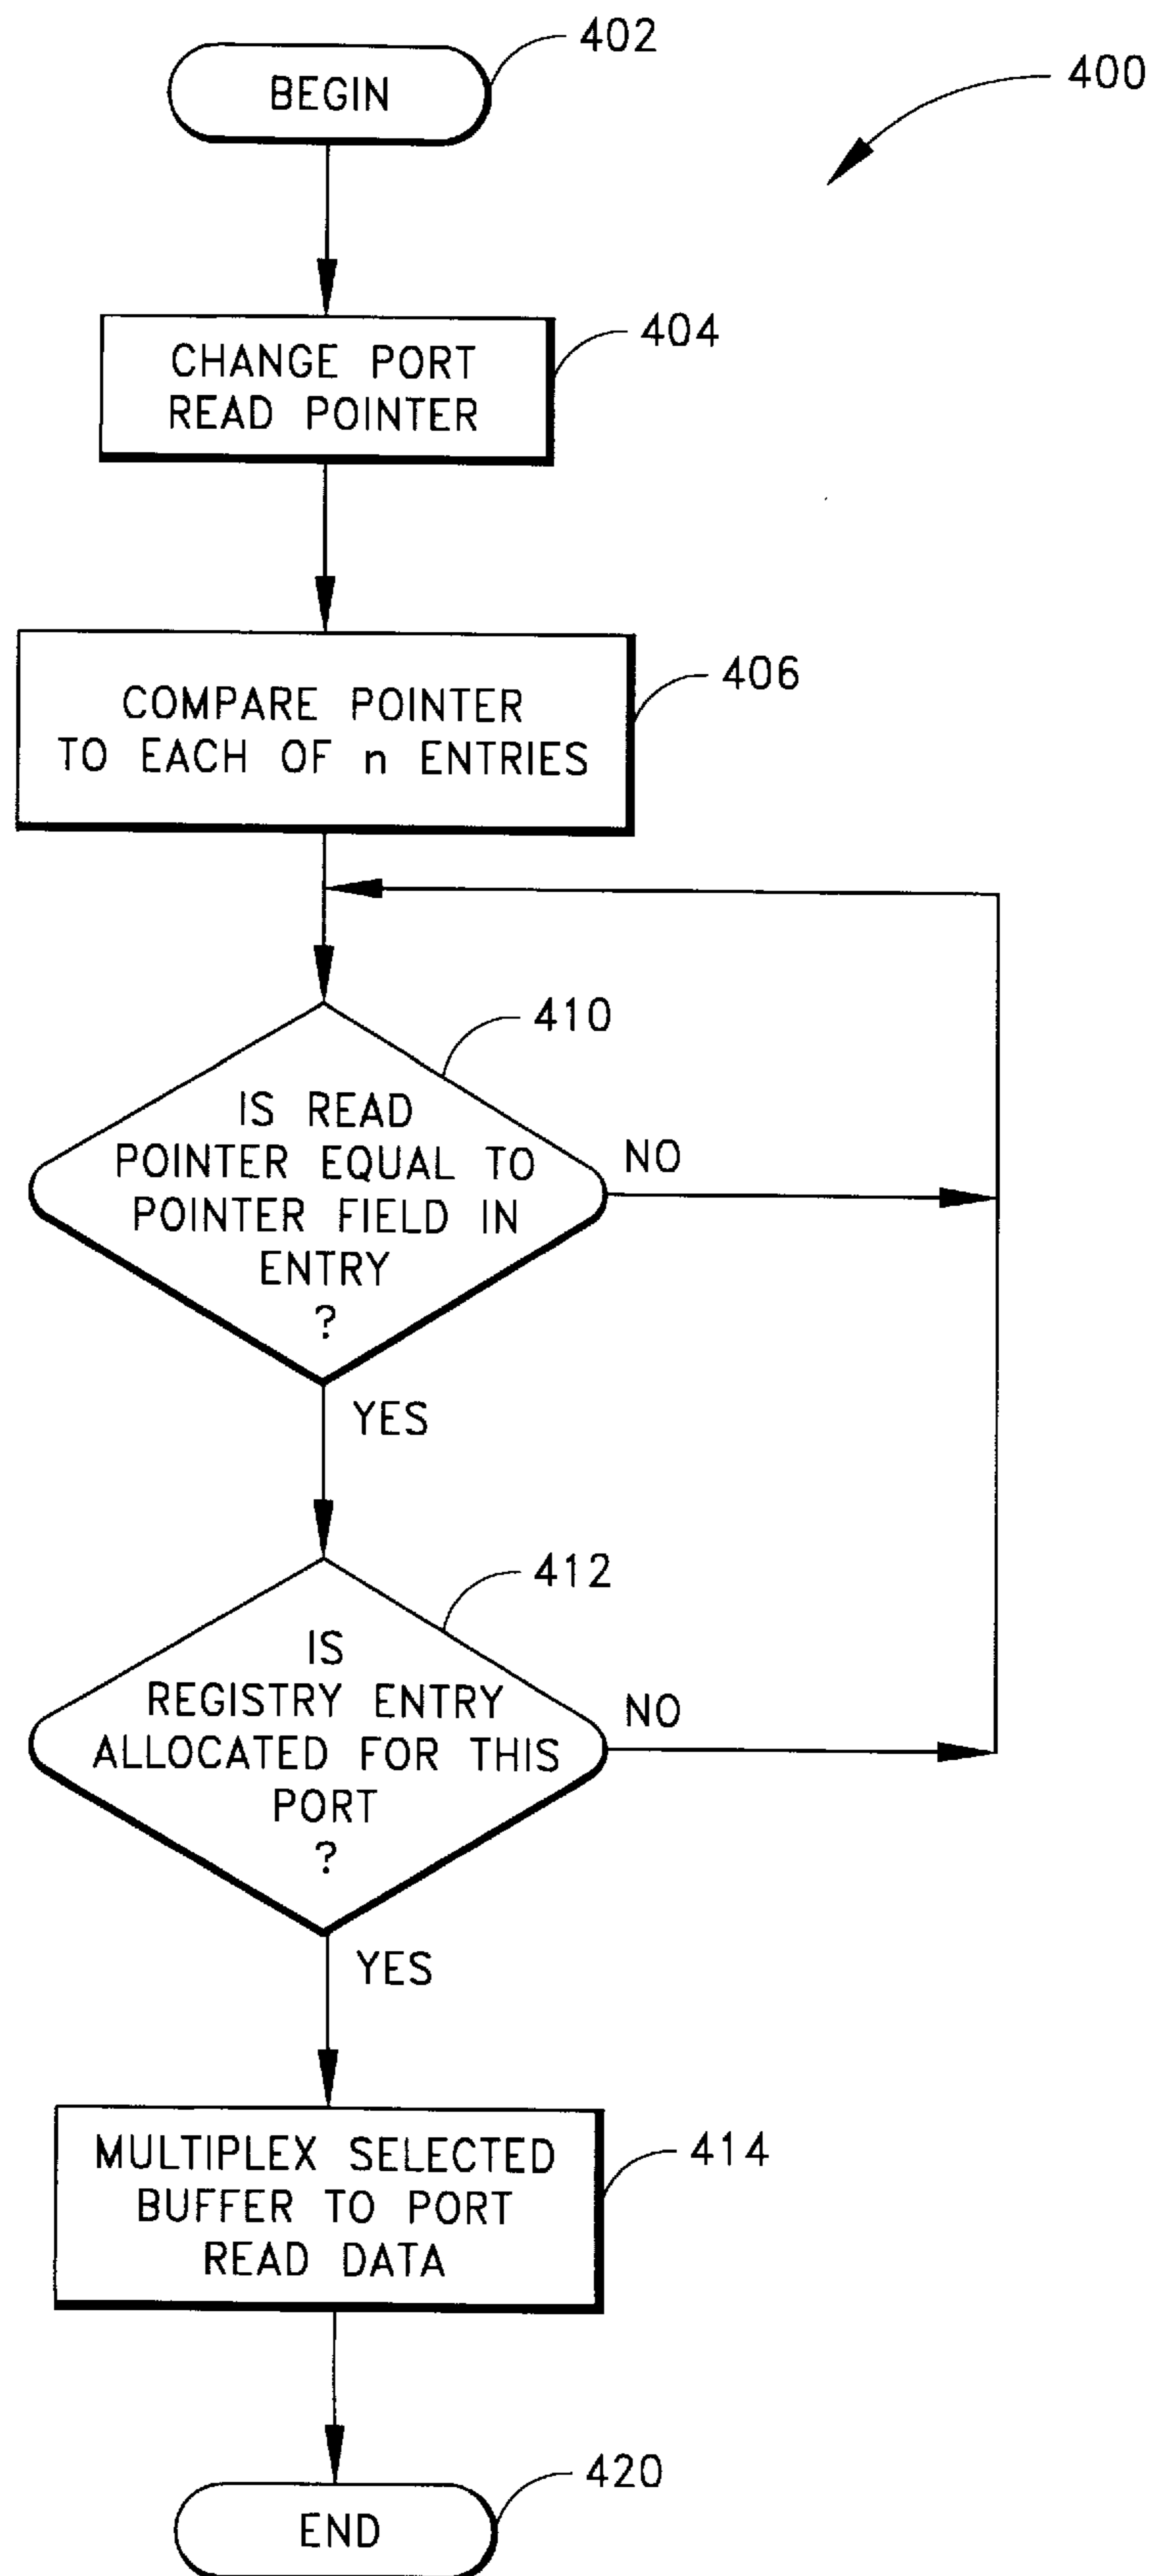 402
BEGIN
400
404
CHANGE PORT
READ POINTER
406
COMPARE POINTER
TO EACH OF n ENTRIES
410
IS READ
POINTER EQUAL TO
POINTER FIELD IN
ENTRY
?
NO
YES
412
IS
REGISTRY ENTRY
ALLOCATED FOR THIS
PORT
?
NO
YES
414
MULTIPLEX SELECTED
BUFFER TO PORT
READ DATA
420
END